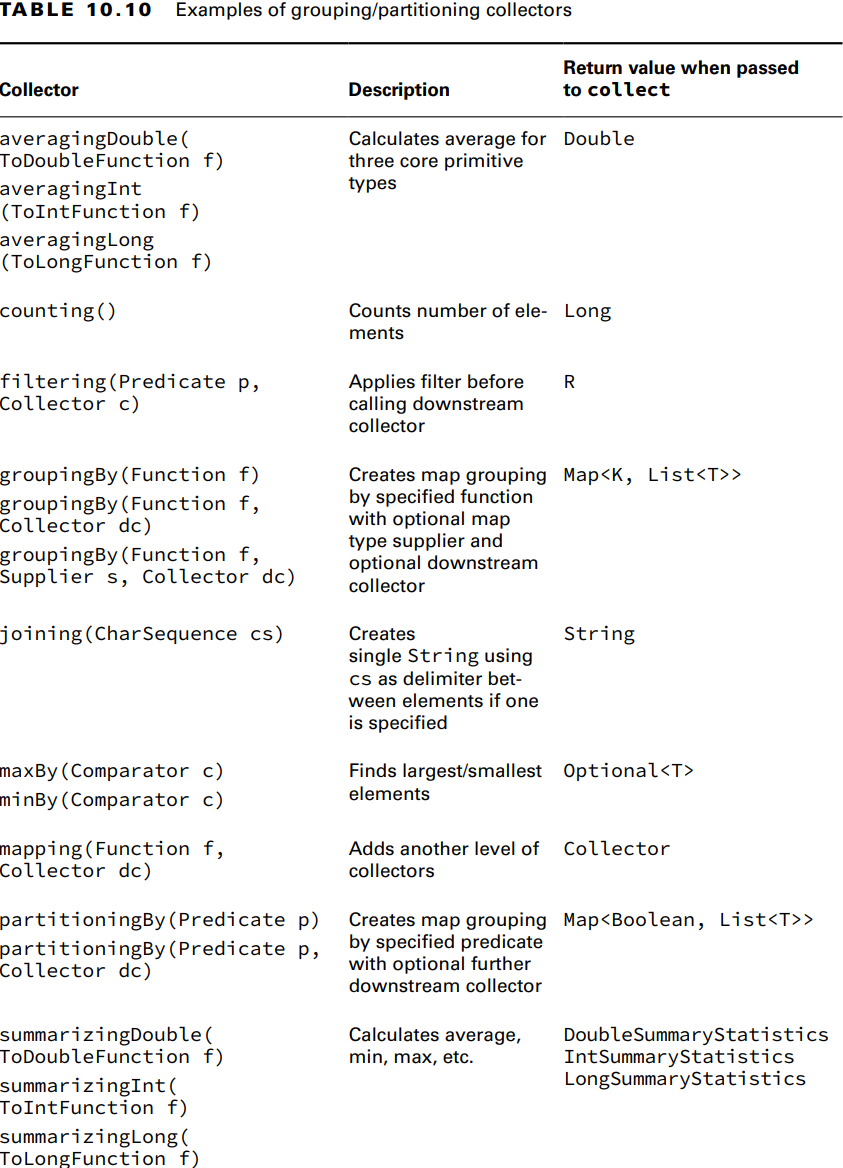 TABLE 10.10 Examples of grouping/partitioning collectors
Collector
Description
Return value when passed
to collect
averagingDouble(
ToDoubleFunction f)
averagingInt
(ToIntFunction f)
averagingLong
(ToLongFunction f)
Calculates average for
three core primitive
types
Double
counting()
Counts number of ele-
ments
Long
filtering(Predicate p,
Collector c)
Applies filter before
calling downstream
collector
R
groupingBy(Function f)
groupingBy(Function f,
Collector dc)
groupingBy(Function f,
Supplier s, Collector dc)
Creates map grouping
by specified function
with optional map
type supplier and
optional downstream
collector
Map<K, List<T>>
joining(CharSequence cs)
Creates
single String using
cs as delimiter bet-
ween elements if one
is specified
String
maxBy(Comparator c)
minBy(Comparator c)
Finds largest/smallest
elements
Optional<T>
mapping(Function f,
Collector dc)
Adds another level of
collectors
Collector
partitioningBy(Predicate p)
partitioningBy(Predicate p,
Collector dc)
Creates map grouping
by specified predicate
with optional further
downstream collector
Map<Boolean, List<T>>
summarizingDouble(
ToDoubleFunction f)
summarizingInt(
ToIntFunction f)
summarizingLong(
ToLongFunction f)
Calculates average,
min, max, etc.
DoubleSummaryStatistics
IntSummaryStatistics
LongSummaryStatistics